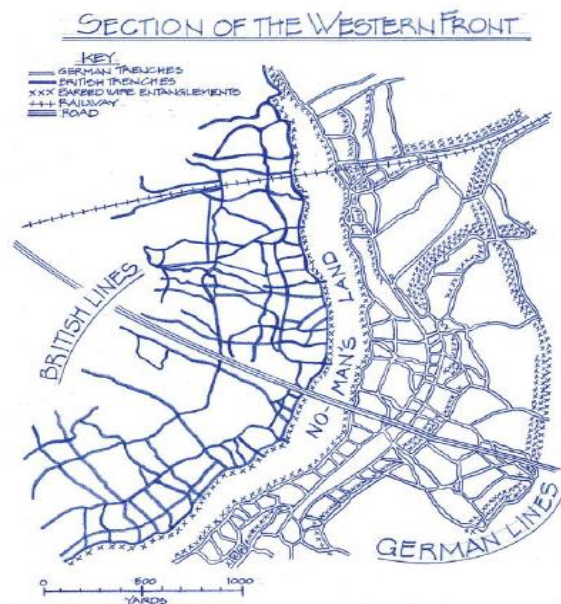 SECTION OF THE WESTERN FRONT
KEY
GERMAN TRENCHES
BRITISH TRENCHES
××× BARBED WIRE ENTANGLEMENTS
RAILWAY
ROAD
BRITISH LINES
NO-MAN'S LAND
GERMAN LINES
0 500 1000
YARDS